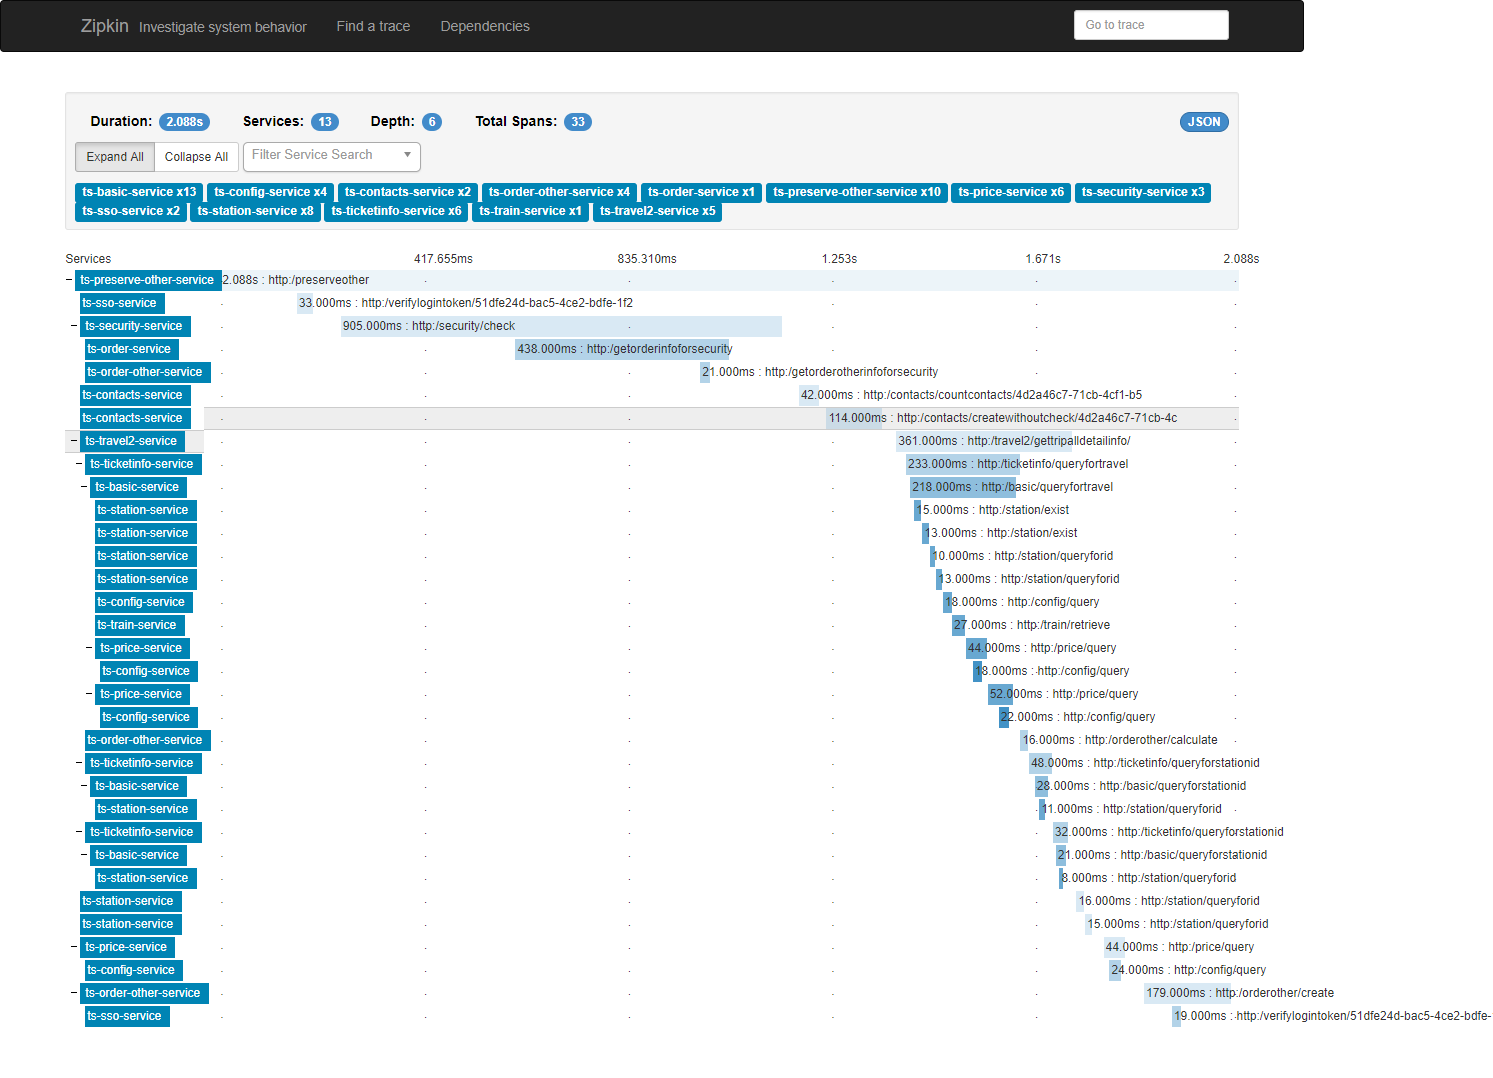 Zipkin Investigate system behavior Find a trace Dependencies Go to trace
Duration: 2.088s Services: 13 Depth: 6 Total Spans: 33 JSON
Expand All Collapse All Filter Service Search
ts-basic-service x13 ts-config-service x4 ts-contacts-service x2 ts-order-other-service x4 ts-order-service x1 ts-preserve-other-service x10 ts-price-service x6 ts-security-service x3
ts-sso-service x2 ts-station-service x8 ts-ticketinfo-service x6 ts-train-service x1 ts-travel2-service x5
Services 417.655ms 835.310ms 1.253s 1.671s 2.088s
ts-preserve-other-service 2.088s : http:/preserveother
ts-sso-service 33.000ms : http:/verifylogintoken/51dfe24d-bac5-4ce2-bdfe-1f2
ts-security-service 905.000ms : http:/security/check
ts-order-service 438.000ms : http:/getorderinfoforsecurity
ts-order-other-service 21.000ms : http:/getorderotherinfoforsecurity
ts-contacts-service 42.000ms : http:/contacts/countcontacts/4d2a46c7-71cb-4cf1-b5
ts-contacts-service 114.000ms : http:/contacts/createwithoutcheck/4d2a46c7-71cb-4c
ts-travel2-service 361.000ms : http:/travel2/gettripalldetailinfo/
ts-ticketinfo-service 233.000ms : http:/ticketinfo/queryfortravel
ts-basic-service 218.000ms : http:/basic/queryfortravel
ts-station-service 15.000ms : http:/station/exist
ts-station-service 13.000ms : http:/station/exist
ts-station-service 10.000ms : http:/station/queryforid
ts-station-service 13.000ms : http:/station/queryforid
ts-config-service 18.000ms : http:/config/query
ts-train-service 27.000ms : http:/train/retrieve
ts-price-service 44.000ms : http:/price/query
ts-config-service 18.000ms : http:/config/query
ts-price-service 52.000ms : http:/price/query
ts-config-service 22.000ms : http:/config/query
ts-order-other-service 16.000ms : http:/orderother/calculate
ts-ticketinfo-service 48.000ms : http:/ticketinfo/queryforstationid
ts-basic-service 28.000ms : http:/basic/queryforstationid
ts-station-service 11.000ms : http:/station/queryforid
ts-ticketinfo-service 32.000ms : http:/ticketinfo/queryforstationid
ts-basic-service 21.000ms : http:/basic/queryforstationid
ts-station-service 8.000ms : http:/station/queryforid
ts-station-service 16.000ms : http:/station/queryforid
ts-station-service 15.000ms : http:/station/queryforid
ts-price-service 44.000ms : http:/price/query
ts-config-service 24.000ms : http:/config/query
ts-order-other-service 179.000ms : http:/orderother/create
ts-sso-service 19.000ms : http:/verifylogintoken/51dfe24d-bac5-4ce2-bdfe-